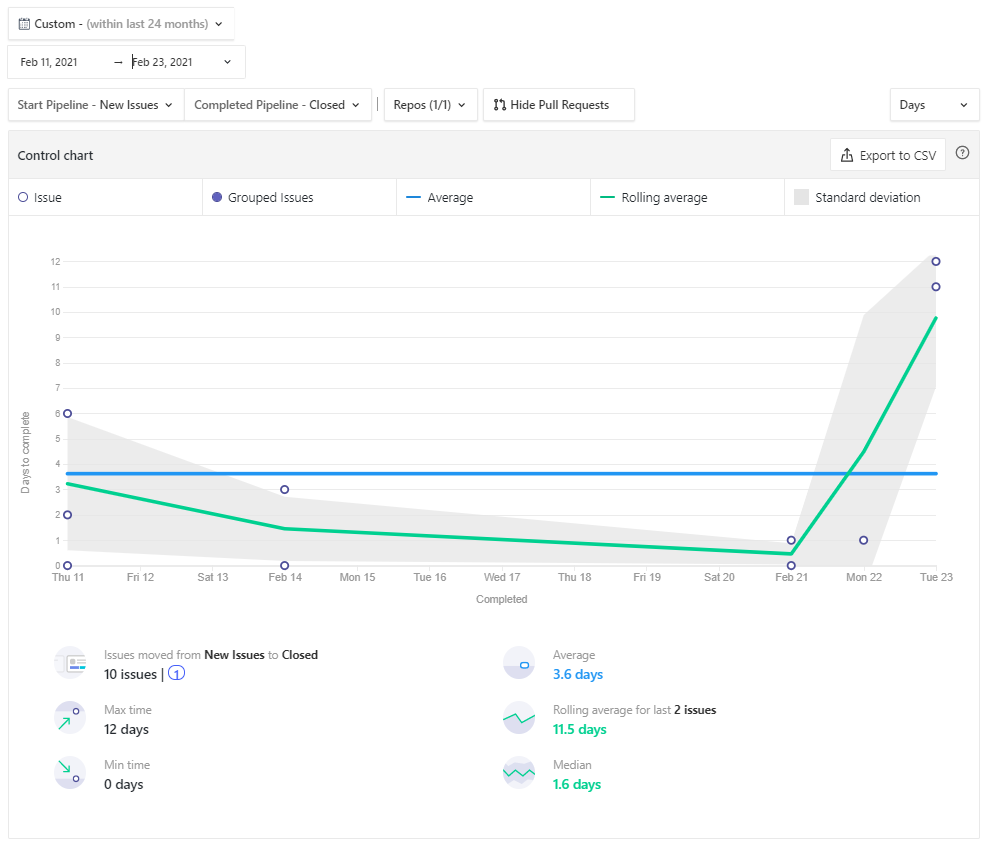 Custom - (within last 24 months)
Feb 11, 2021 → Feb 23, 2021
Start Pipeline - New Issues Completed Pipeline - Closed | Repos (1/1) Hide Pull Requests Days
Control chart Export to CSV ?
Issue Grouped Issues Average Rolling average Standard deviation
12
11
10
9
8
7
6
5
4
3
2
1
0
Days to complete
Thu 11 Fri 12 Sat 13 Feb 14 Mon 15 Tue 16 Wed 17 Thu 18 Fri 19 Sat 20 Feb 21 Mon 22 Tue 23
Completed
Issues moved from New Issues to Closed
10 issues | 1
Average
3.6 days
Max time
12 days
Rolling average for last 2 issues
11.5 days
Min time
0 days
Median
1.6 days